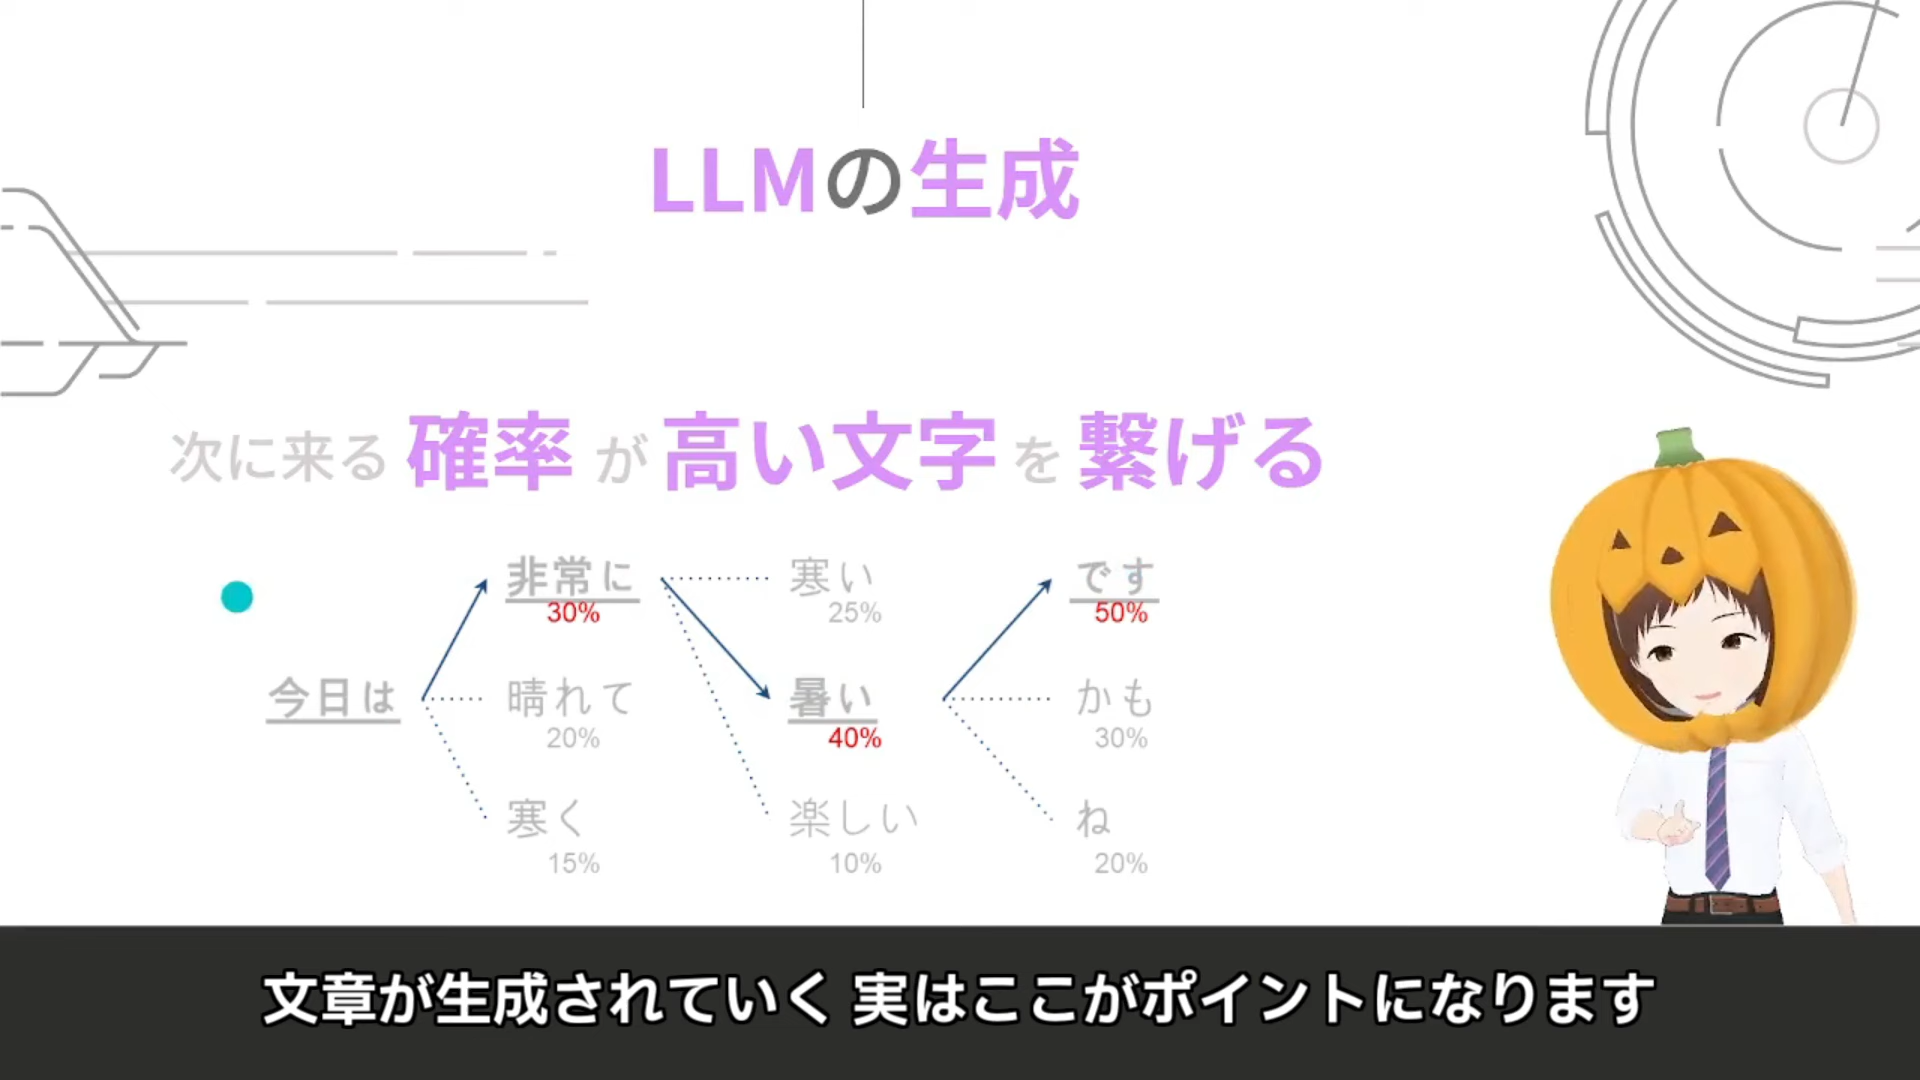 LLMの生成
次に来る 確率 が 高い文字 を 繋げる
非常に 寒い です
30% 25% 50%
今日は 晴れて 暑い かも
20% 40% 30%
寒く 楽しい ね
15% 10% 20%
文章が生成されていく 実はここがポイントになります